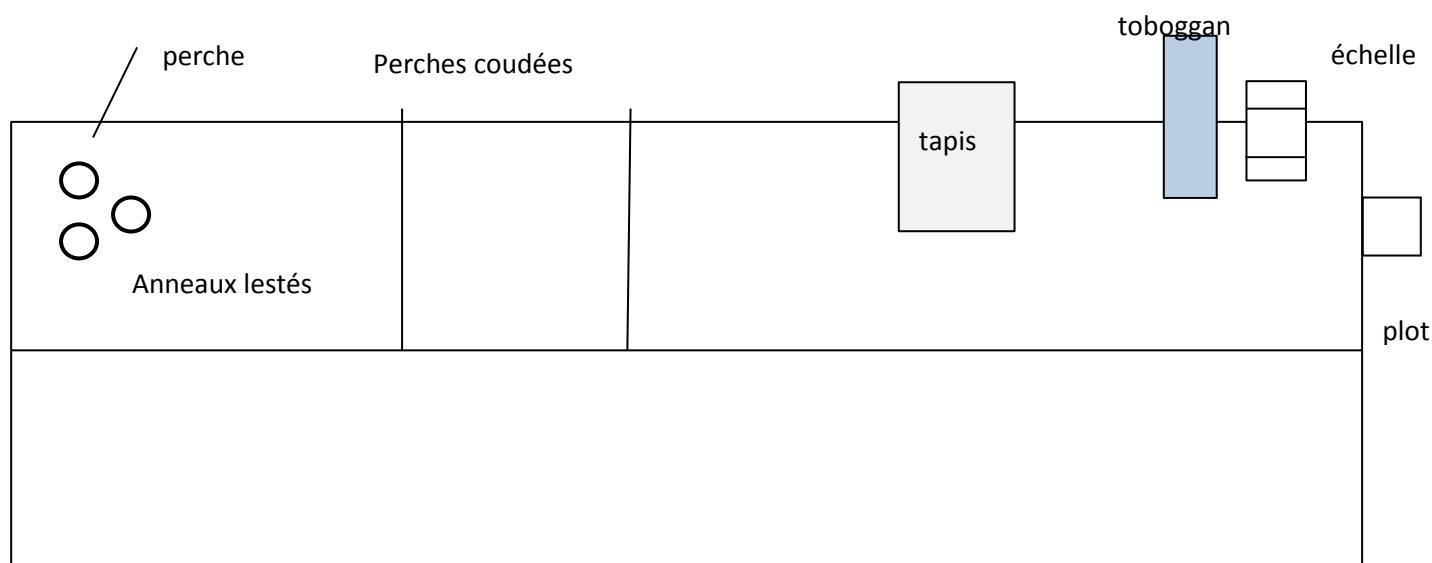 toboggan
perche
Perches coudées
échelle
tapis
Anneaux lestés
plot